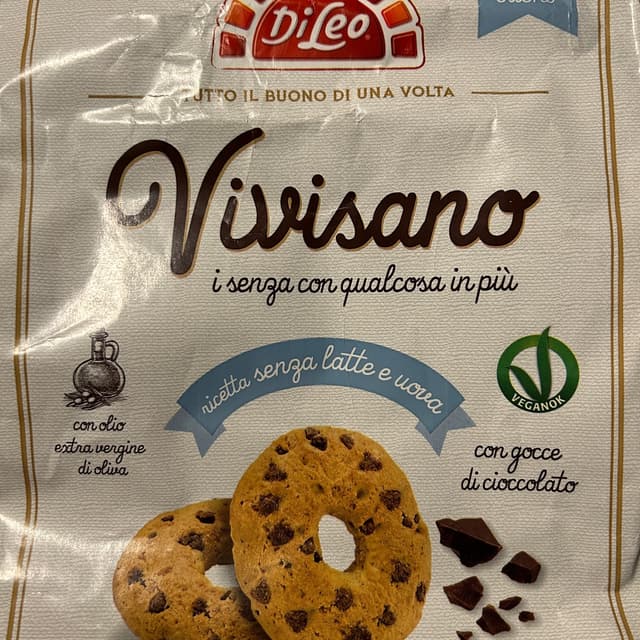 Di Leo
TUTTO IL BUONO DI UNA VOLTA
Vivisano
i senza con qualcosa in più
ricetta senza latte e uova
VEGANOK
con olio
extra vergine
di oliva
con gocce
di cioccolato